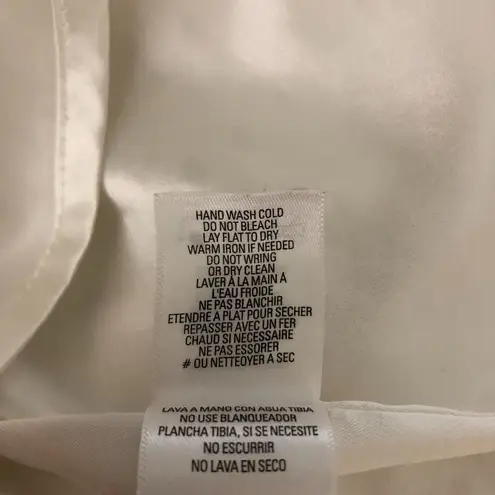 HAND WASH COLD
DO NOT BLEACH
LAY FLAT TO DRY
WARM IRON IF NEEDED
DO NOT WRING
OR DRY CLEAN
LAVER À LA MAIN A
L'EAU FROIDE
NE PAS BLANCHIR
ETENDRE A PLAT POUR SECHER
REPASSER AVEC UN FER
CHAUD SI NECESSAIRE
NE PAS ESSORER
# OU NETTOYER A SEC
LAVA A MANO CON AGUA TIBIA
NO USE BLANQUEADOR
PLANCHA TIBIA, SI SE NECESITE
NO ESCURRIR
NO LAVA EN SECO